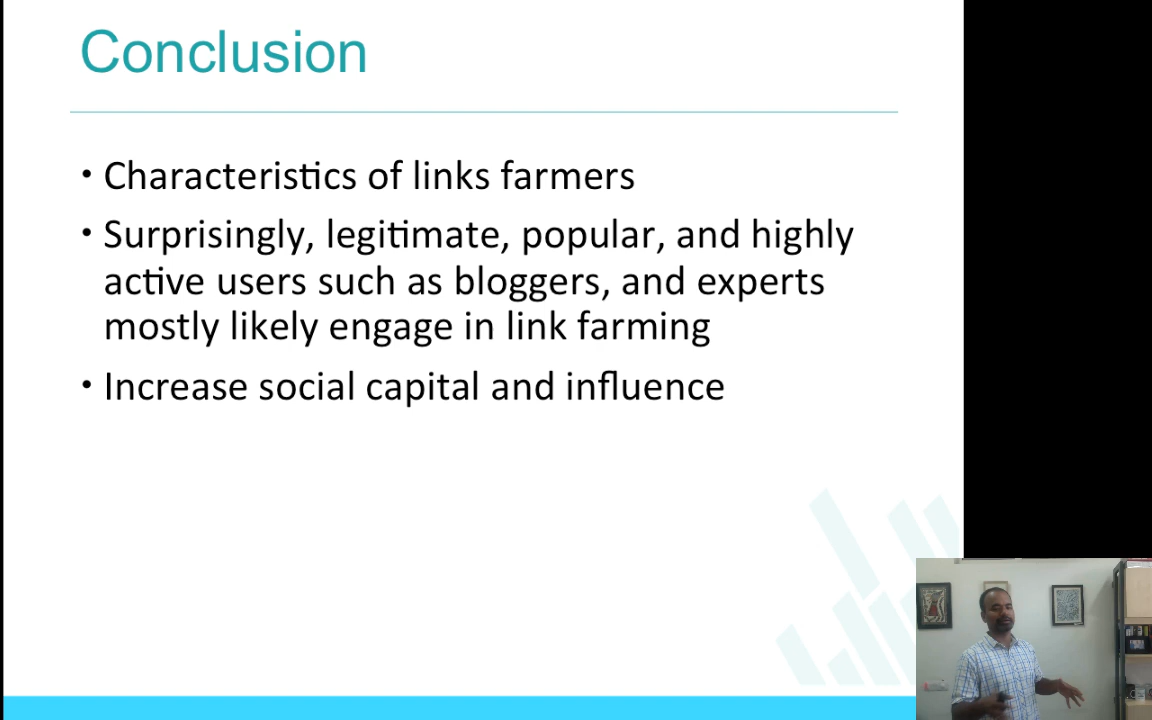 Conclusion
• Characteristics of links farmers
• Surprisingly, legitimate, popular, and highly
active users such as bloggers, and experts
mostly likely engage in link farming
• Increase social capital and influence